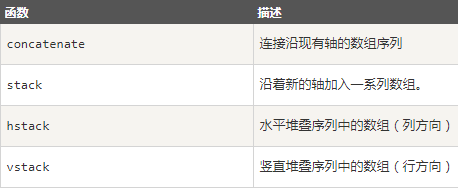 函数 描述
concatenate 连接沿现有轴的数组序列
stack 沿着新的轴加入一系列数组。
hstack 水平堆叠序列中的数组（列方向）
vstack 竖直堆叠序列中的数组（行方向）